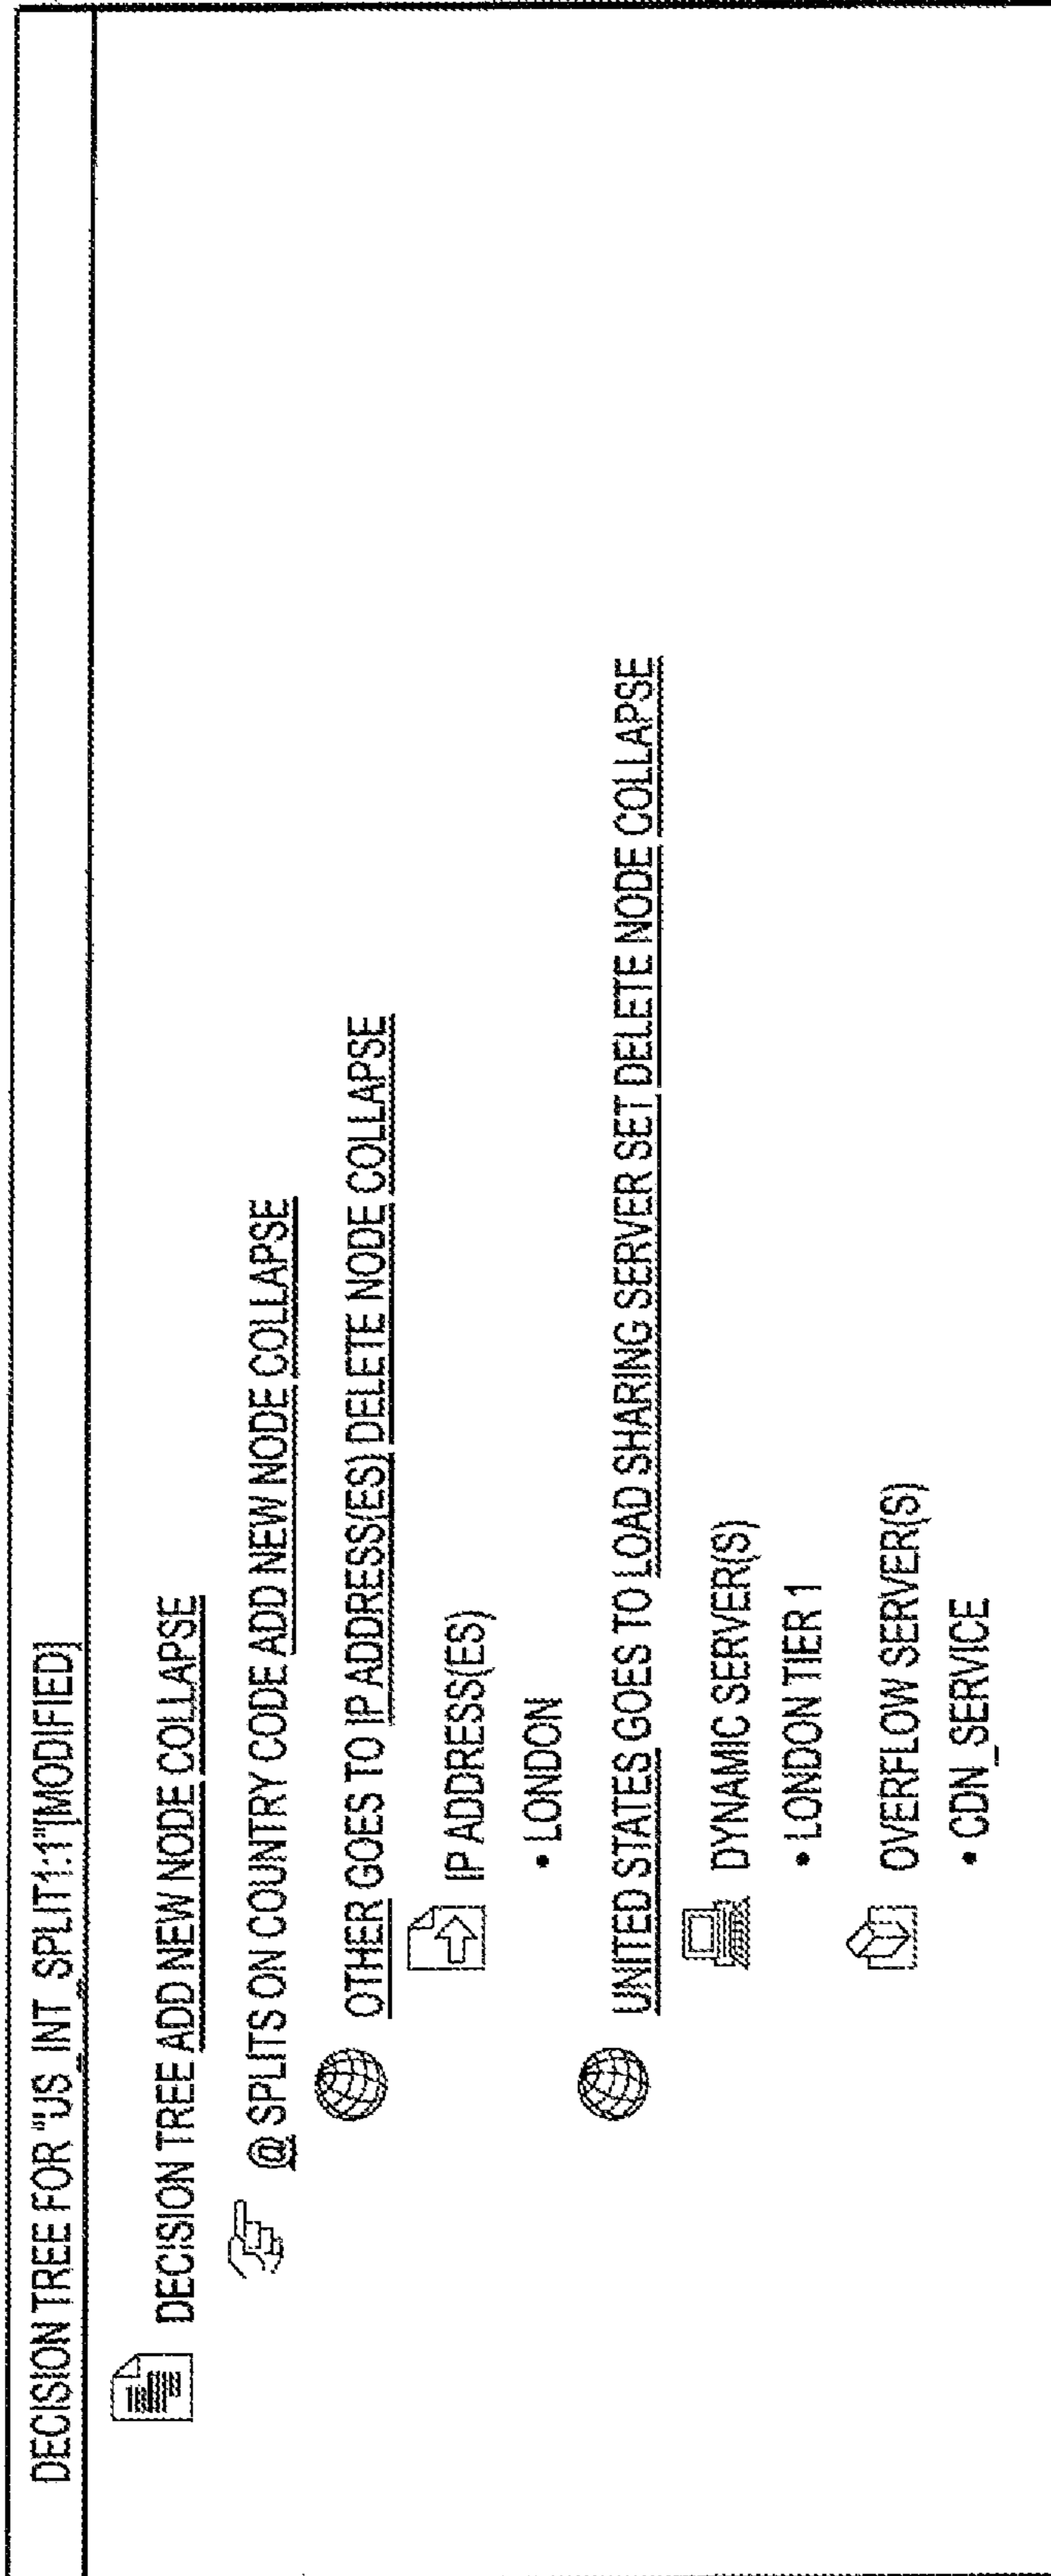 DECISION TREE FOR "US_INT_SPLIT1:1"[MODIFIED]
DECISION TREE ADD NEW NODE COLLAPSE
@ SPLITS ON COUNTRY CODE ADD NEW NODE COLLAPSE
OTHER GOES TO IP ADDRESS(ES) DELETE NODE COLLAPSE
IP ADDRESS(ES)
• LONDON
UNITED STATES GOES TO LOAD SHARING SERVER SET DELETE NODE COLLAPSE
DYNAMIC SERVER(S)
• LONDON TIER 1
OVERFLOW SERVER(S)
• CDN_SERVICE